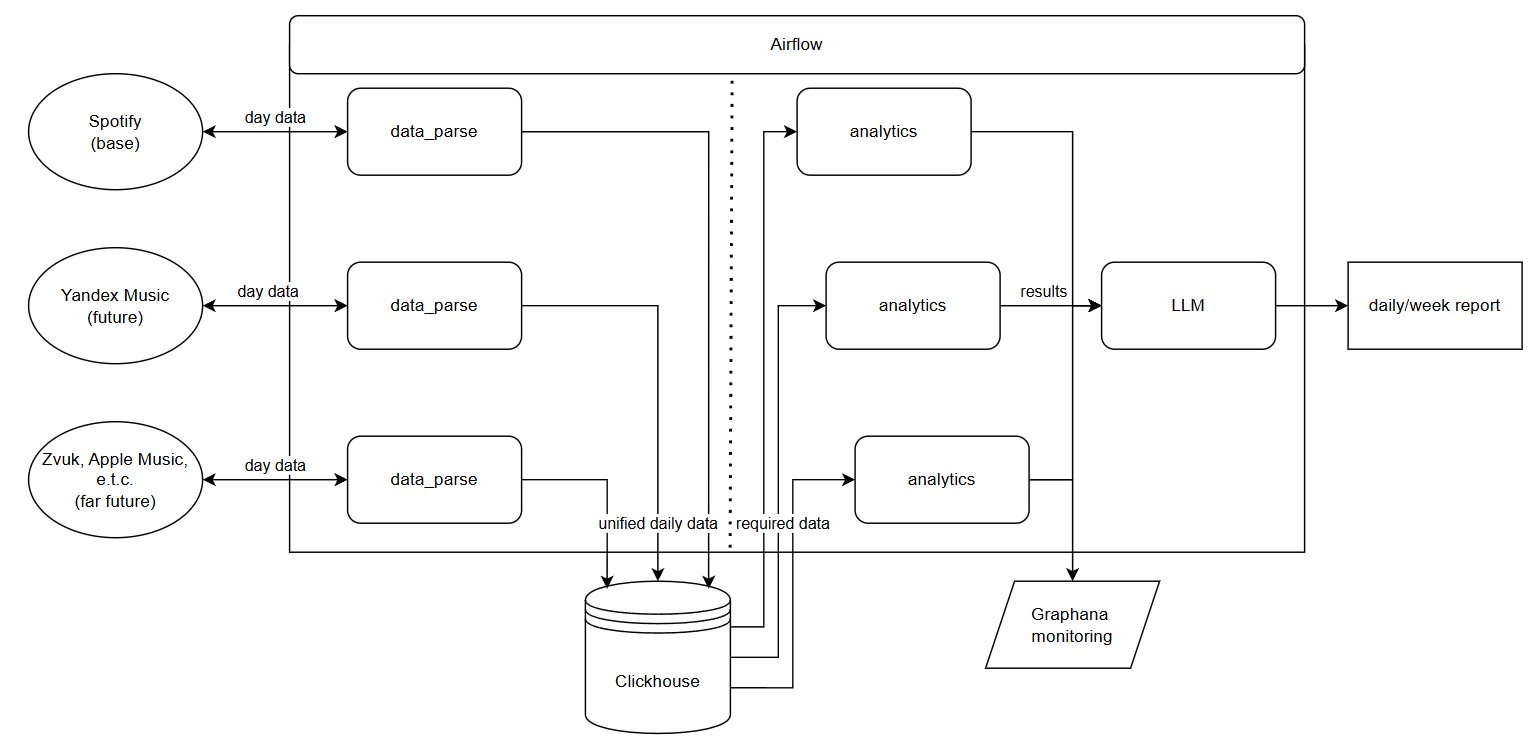 Airflow
Spotify
(base)
day data
data_parse
analytics
Yandex Music
(future)
day data
data_parse
analytics
results
LLM
daily/week report
Zvuk, Apple Music,
e.t.c.
(far future)
day data
data_parse
analytics
unified daily data
required data
Clickhouse
Graphana
monitoring